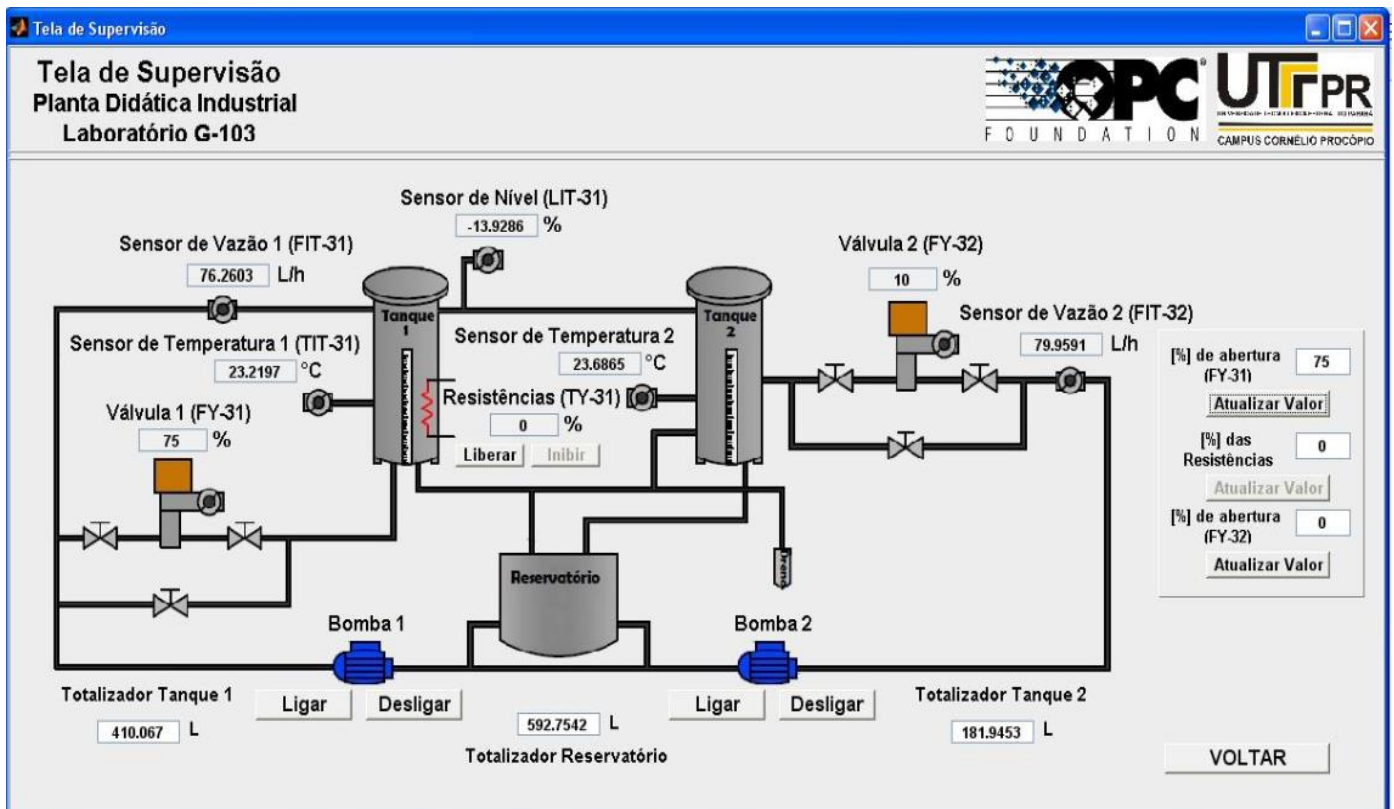 Tela de Supervisão
Tela de Supervisão
Planta Didática Industrial
Laboratório G-103
OPC
FOUNDATION
UTFPR
CAMPUS CORNÉLIO PROCÓPIO
Sensor de Nível (LIT-31)
-13.9286 %
Sensor de Vazão 1 (FIT-31)
76.2603 L/h
Válvula 2 (FY-32)
10 %
Tanque
1
Tanque
2
Sensor de Vazão 2 (FIT-32)
79.9591 L/h
Sensor de Temperatura 1 (TIT-31)
23.2197 °C
Sensor de Temperatura 2
23.6865 °C
Resistências (TY-31)
0 %
Liberar Inibir
Válvula 1 (FY-31)
75 %
[%] de abertura
(FY-31)
75
Atualizar Valor
[%] das
Resistências
0
Atualizar Valor
[%] de abertura
(FY-32)
0
Atualizar Valor
Reservatório
Dreno
Bomba 1
Ligar Desligar
Bomba 2
Ligar Desligar
Totalizador Tanque 1
410.067 L
592.7542 L
Totalizador Reservatório
Totalizador Tanque 2
181.9453 L
VOLTAR